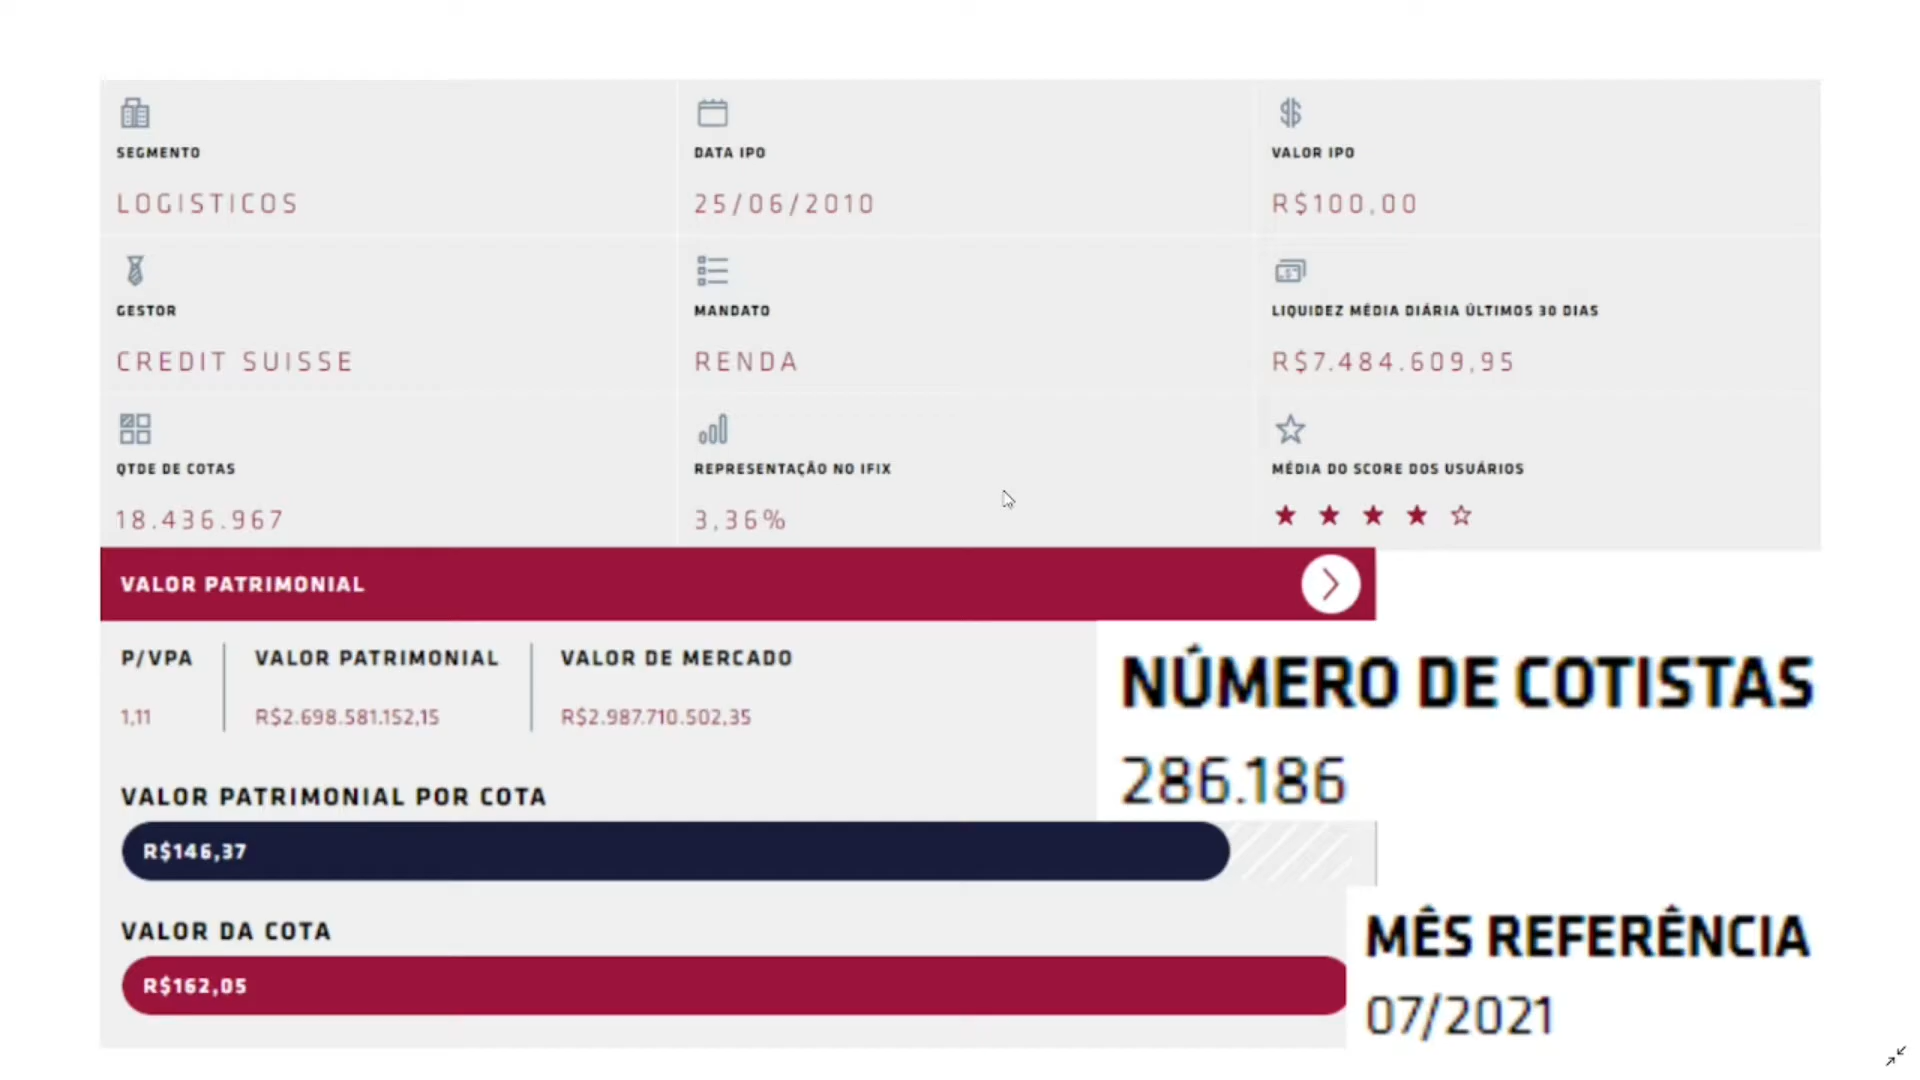 SEGMENTO
LOGISTICOS
DATA IPO
25/06/2010
VALOR IPO
R$100,00
GESTOR
CREDIT SUISSE
MANDATO
RENDA
LIQUIDEZ MÉDIA DIÁRIA ÚLTIMOS 30 DIAS
R$7.484.609,95
QTDE DE COTAS
18.436.967
REPRESENTAÇÃO NO IFIX
3,36%
MÉDIA DO SCORE DOS USUÁRIOS
VALOR PATRIMONIAL
P/VPA
1,11
VALOR PATRIMONIAL
R$2.698.581.152,15
VALOR DE MERCADO
R$2.987.710.502,35
NÚMERO DE COTISTAS
286.186
VALOR PATRIMONIAL POR COTA
R$146,37
VALOR DA COTA
R$162,05
MÊS REFERÊNCIA
07/2021